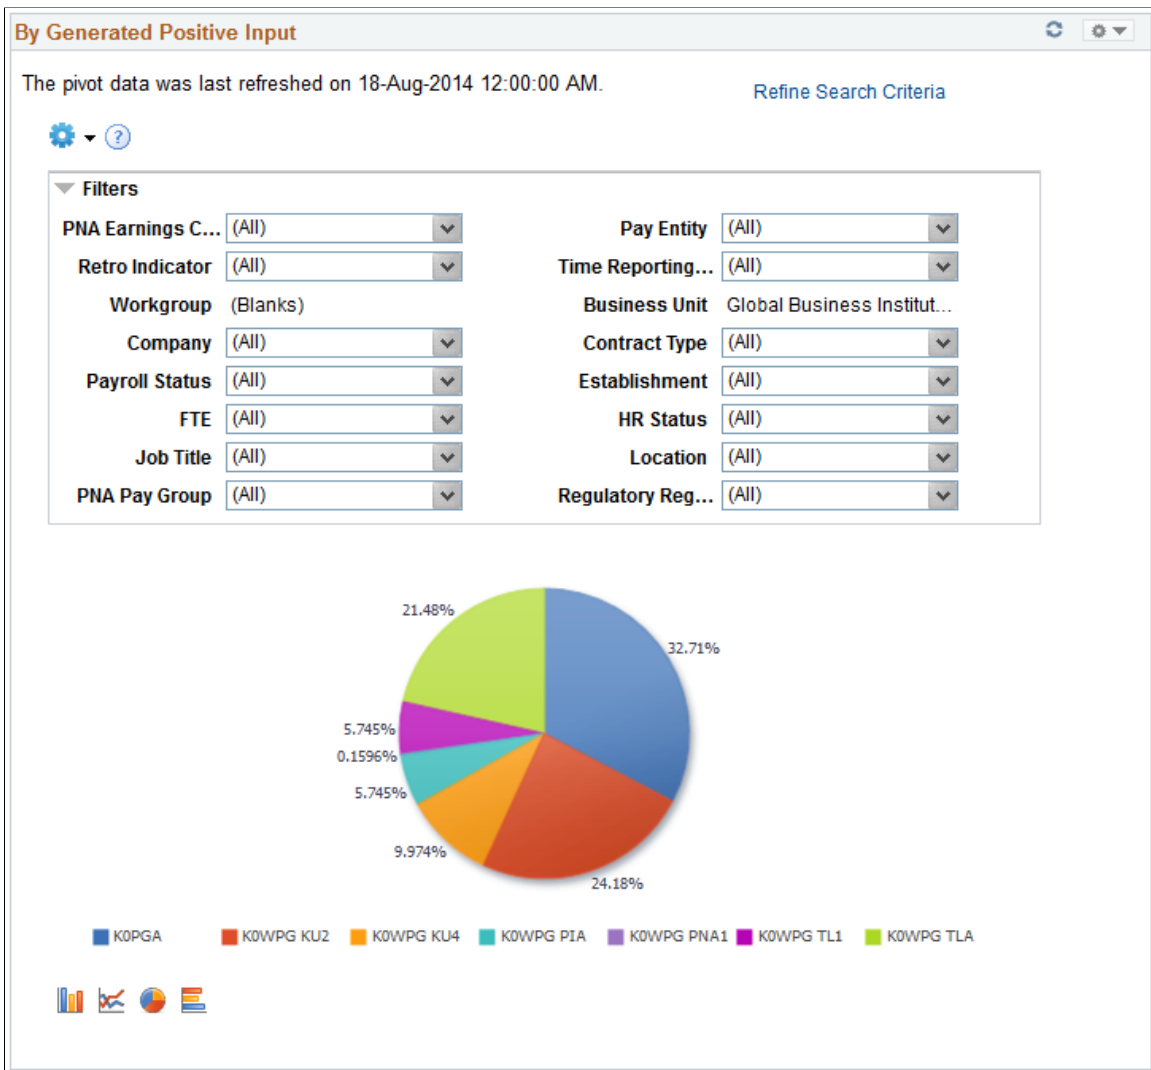 By Generated Positive Input
The pivot data was last refreshed on 18-Aug-2014 12:00:00 AM.
Refine Search Criteria
?
Filters
PNA Earnings C... (All) Pay Entity (All)
Retro Indicator (All) Time Reporting... (All)
Workgroup (Blanks) Business Unit Global Business Institut...
Company (All) Contract Type (All)
Payroll Status (All) Establishment (All)
FTE (All) HR Status (All)
Job Title (All) Location (All)
PNA Pay Group (All) Regulatory Reg... (All)
21.48%
32.71%
5.745%
0.1596%
5.745%
9.974%
24.18%
K0PGA K0WPG KU2 K0WPG KU4 K0WPG PIA K0WPG PNA1 K0WPG TL1 K0WPG TLA